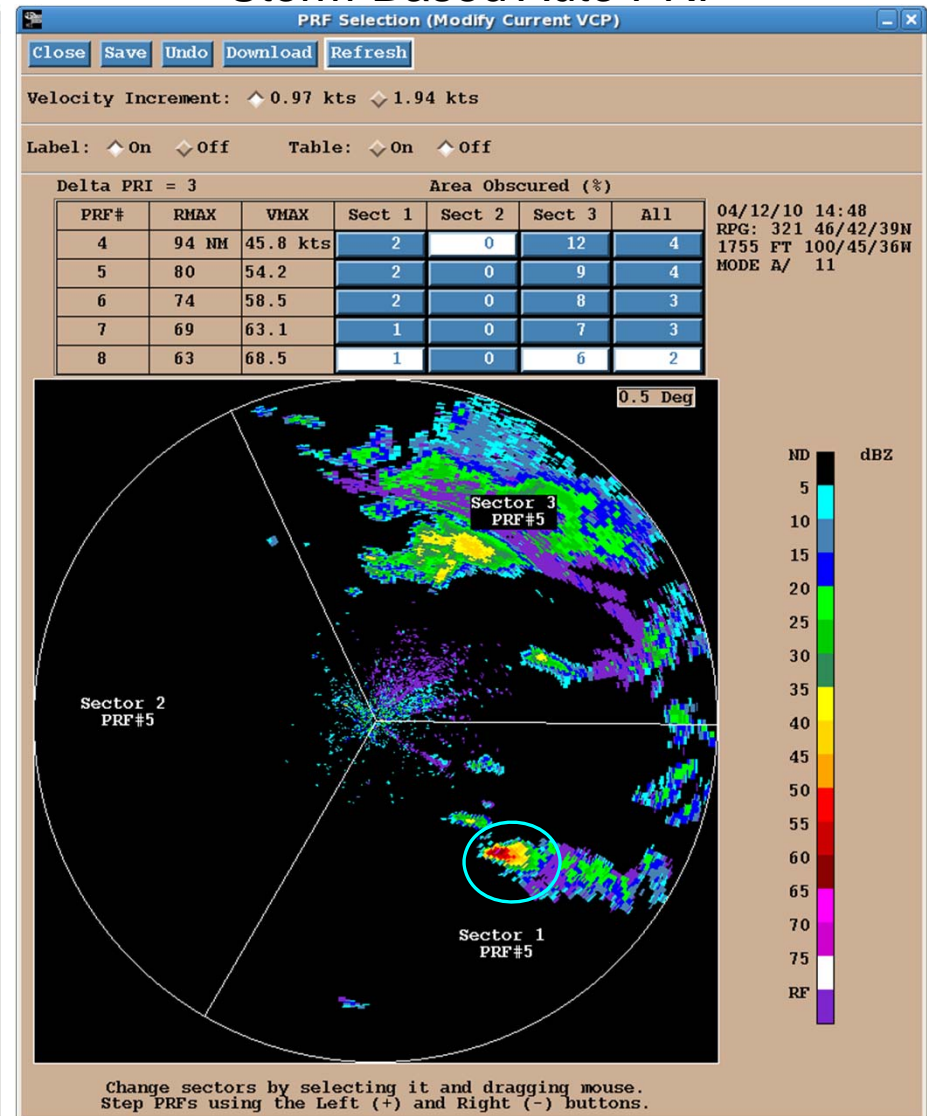 Storm-Based Auto PRF
PRF Selection (Modify Current VCP)
Close Save Undo Download Refresh
Velocity Increment: 0.97 kts 1.94 kts
Label: On Off Table: On Off
Delta PRI = 3 Area Obscured (%)
PRF# RMAX VMAX Sect 1 Sect 2 Sect 3 All
4 94 NM 45.8 kts 2 0 12 4
5 80 54.2 2 0 9 4
6 74 58.5 2 0 8 3
7 69 63.1 1 0 7 3
8 63 68.5 1 0 6 2
04/12/10 14:48
RPG: 321 46/42/39N
1755 FT 100/45/36W
MODE A/ 11
0.5 Deg
Sector 3
PRF#5
Sector 2
PRF#5
Sector 1
PRF#5
ND dBZ
5
10
15
20
25
30
35
40
45
50
55
60
65
70
75
RF
Change sectors by selecting it and dragging mouse.
Step PRFs using the Left (+) and Right (-) buttons.